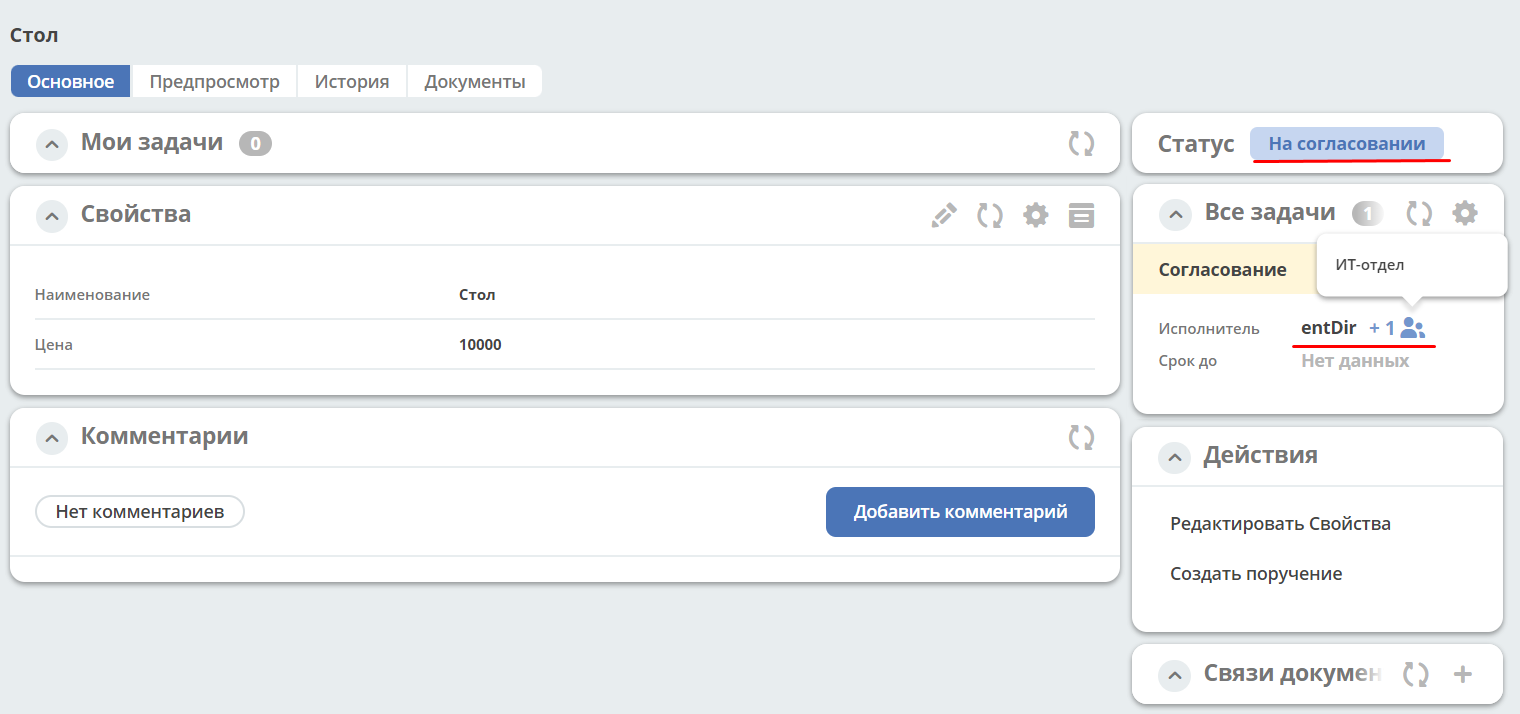 Стол
Основное Предпросмотр История Документы
Мои задачи 0
Свойства
Наименование Стол
Цена 10000
Комментарии
Нет комментариев Добавить комментарий
Статус На согласовании
Все задачи 1
Согласование ИТ-отдел
Исполнитель entDir + 1
Срок до Нет данных
Действия
Редактировать Свойства
Создать поручение
Связи докумен